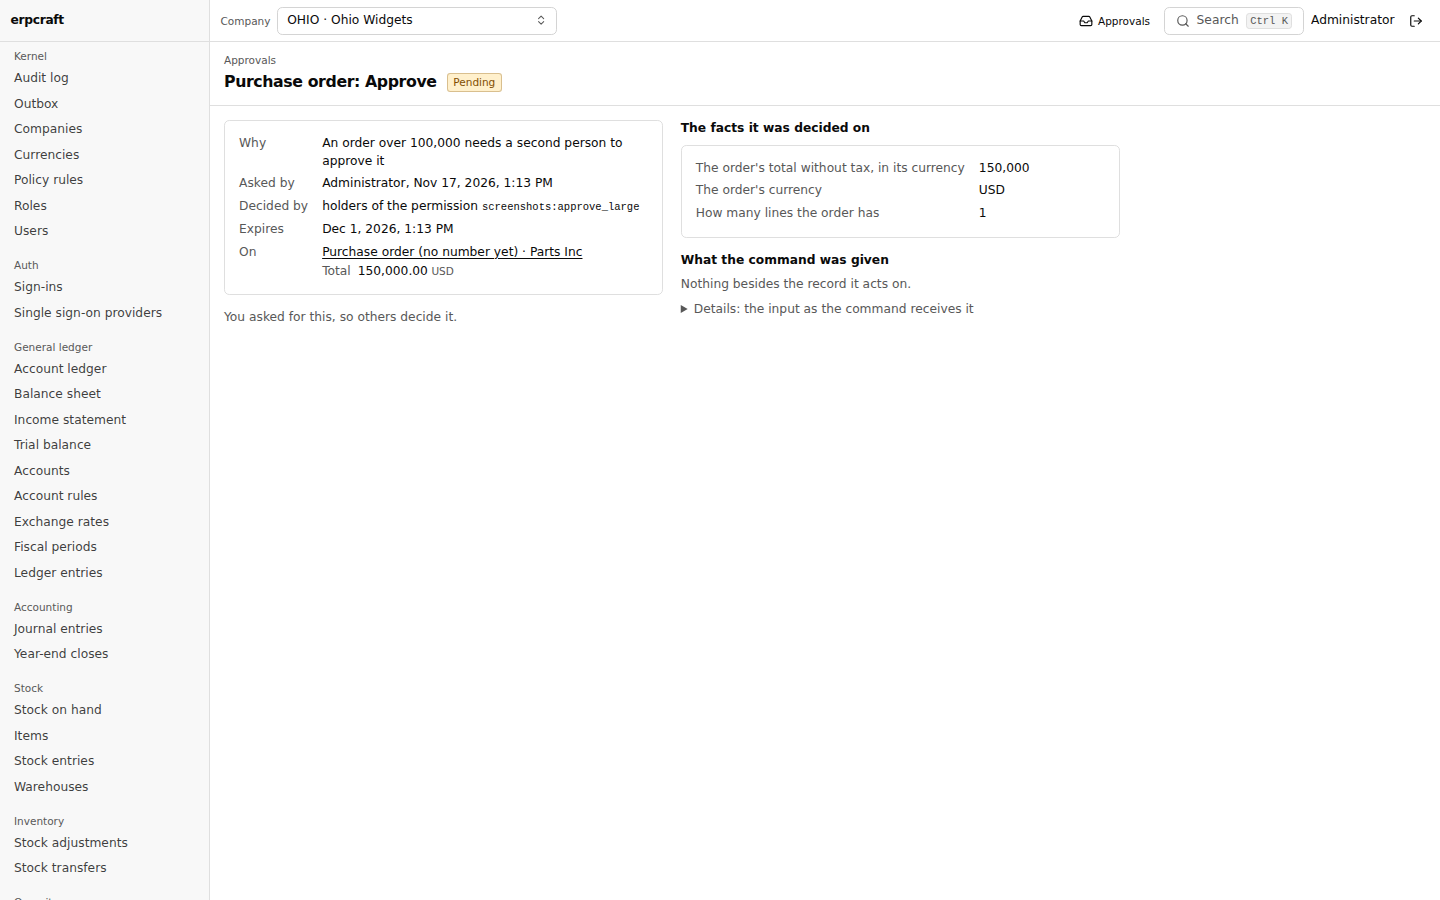 erpcraft
Company
OHIO · Ohio Widgets
Approvals
Search
Ctrl K
Administrator
Kernel
Audit log
Outbox
Companies
Currencies
Policy rules
Roles
Users
Auth
Sign-ins
Single sign-on providers
General ledger
Account ledger
Balance sheet
Income statement
Trial balance
Accounts
Account rules
Exchange rates
Fiscal periods
Ledger entries
Accounting
Journal entries
Year-end closes
Stock
Stock on hand
Items
Stock entries
Warehouses
Inventory
Stock adjustments
Stock transfers
Approvals
Purchase order: Approve
Pending
Why An order over 100,000 needs a second person to
approve it
Asked by Administrator, Nov 17, 2026, 1:13 PM
Decided by holders of the permission screenshots:approve_large
Expires Dec 1, 2026, 1:13 PM
On Purchase order (no number yet) · Parts Inc
Total 150,000.00 USD
You asked for this, so others decide it.
The facts it was decided on
The order's total without tax, in its currency 150,000
The order's currency USD
How many lines the order has 1
What the command was given
Nothing besides the record it acts on.
Details: the input as the command receives it